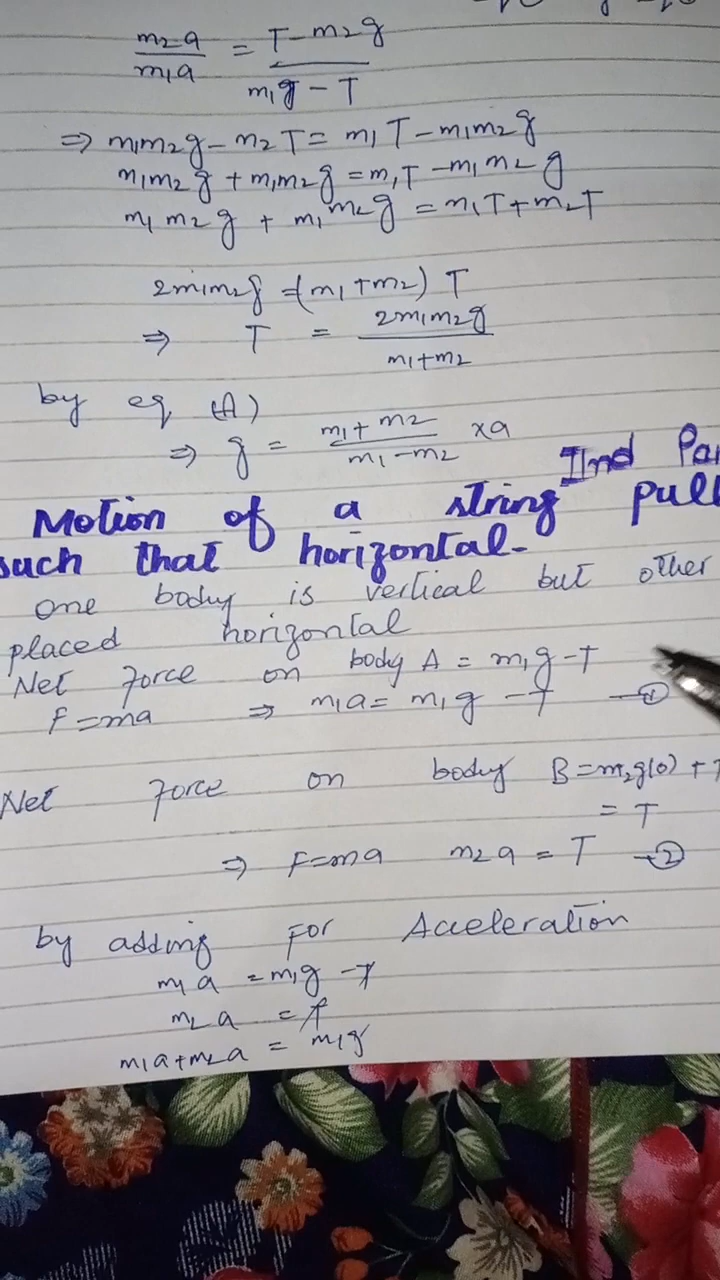 m2a / m1a = T - m2g / m1g - T
⇒ m1m2g - m2T = m1T - m1m2g
m1m2g + m1m2g = m1T - m1m2g
m1m2g + m1m2g = m1T + m2T
2m1m2g = (m1+m2) T
⇒ T = 2m1m2g / m1+m2
by eq (A)
⇒ g = m1+m2 / m1-m2 xa
IInd
Motion of a string
such that horizontal-
one body is vertical but other
placed horizontal
Net Force on body A = m1g-T
F=ma ⇒ m1a = m1g - T —①
Net Force on body B=m2g(0) +
= T
⇒ F=ma m2a = T —②
by adding For Acceleration
m1a = m1g - T
m2a = T
m1a+m2a = m1g